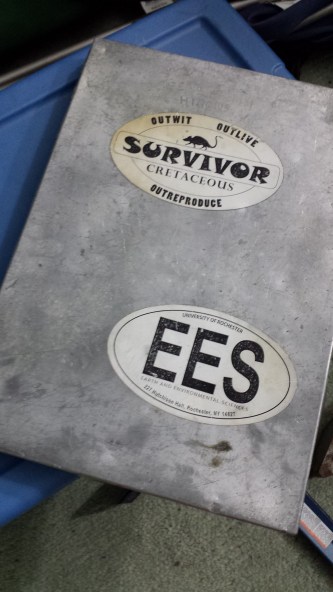 OUTWIT OUTLIVE
SURVIVOR
CRETACEOUS
OUTREPRODUCE
UNIVERSITY OF ROCHESTER
EES
EARTH AND ENVIRONMENTAL SCIENCES
227 Hutchison Hall, Rochester, NY 14627